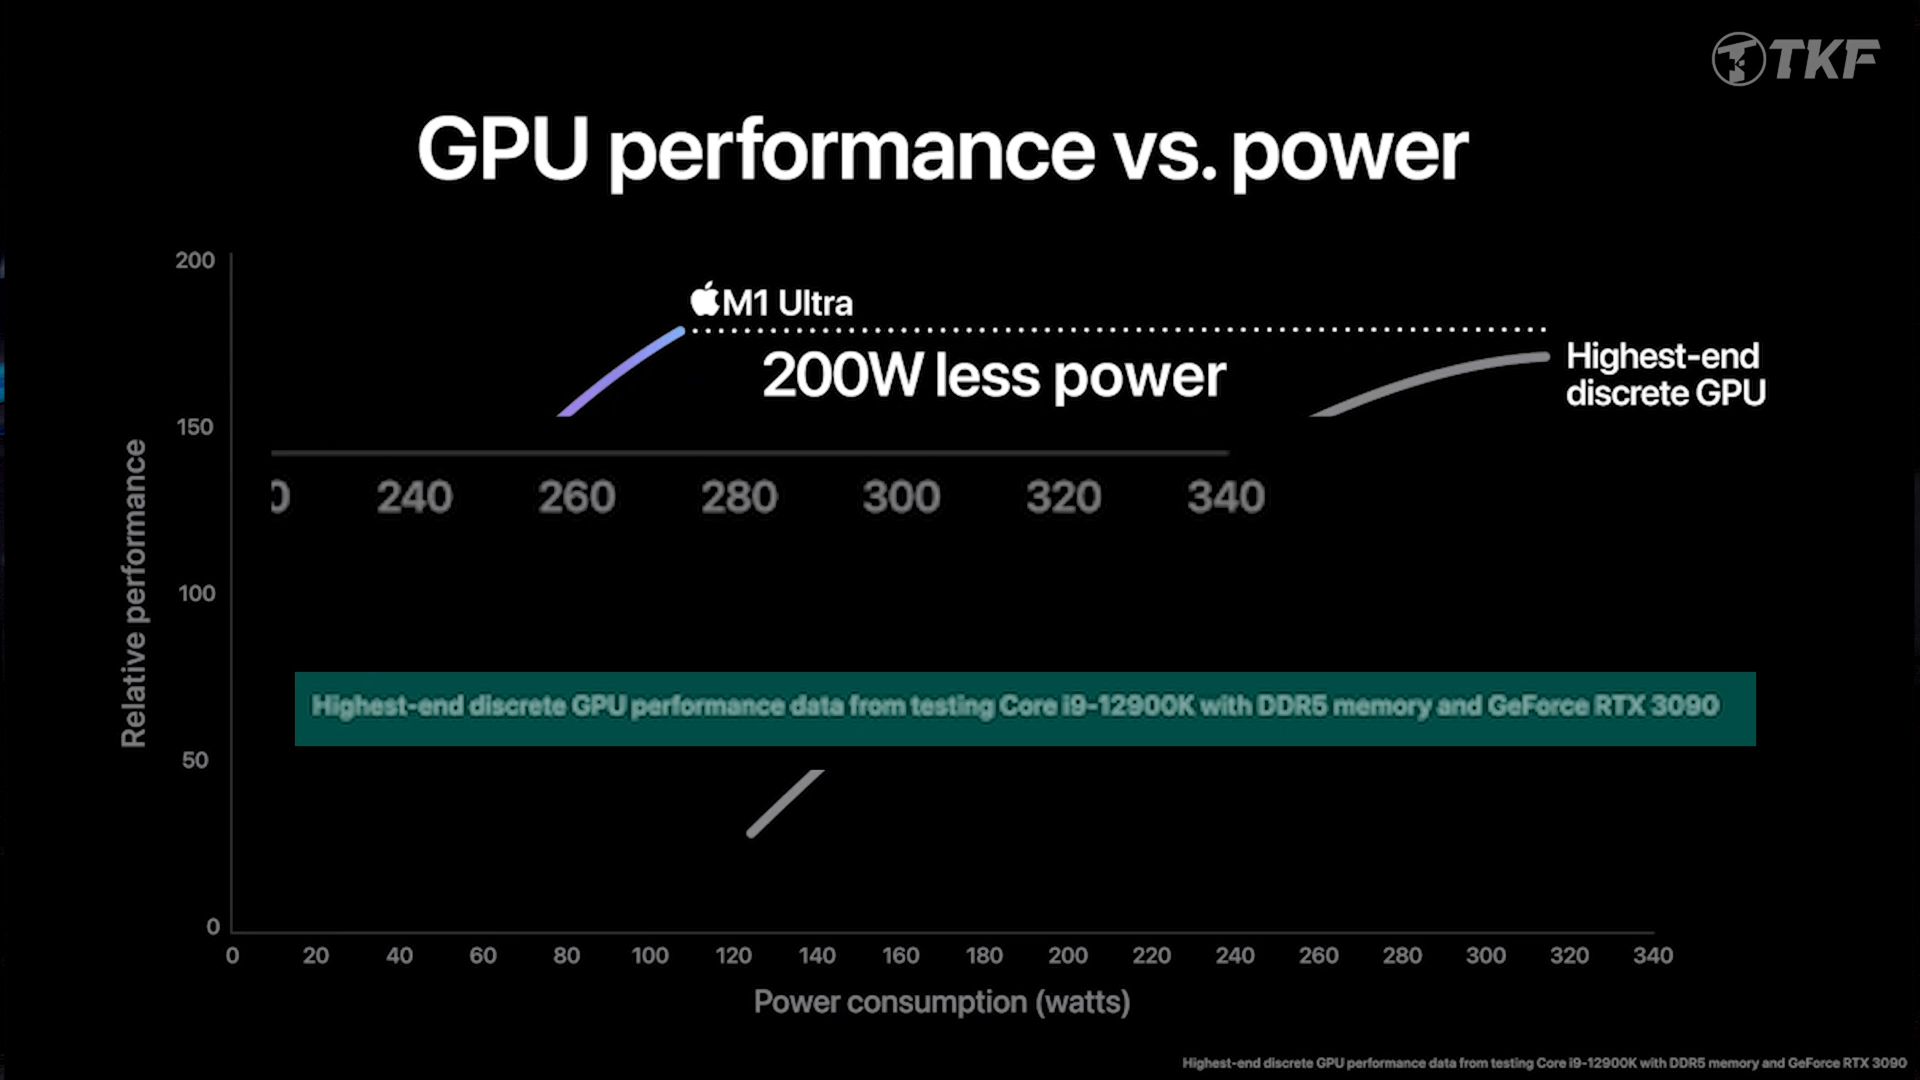 TKF
GPU performance vs. power
200
M1 Ultra
200W less power
Highest-end
discrete GPU
150
0 240 260 280 300 320 340
100
Relative performance
Highest-end discrete GPU performance data from testing Core i9-12900K with DDR5 memory and GeForce RTX 3090
50
0
0 20 40 60 80 100 120 140 160 180 200 220 240 260 280 300 320 340
Power consumption (watts)
Highest-end discrete GPU performance data from testing Core i9-12900K with DDR5 memory and GeForce RTX 3090